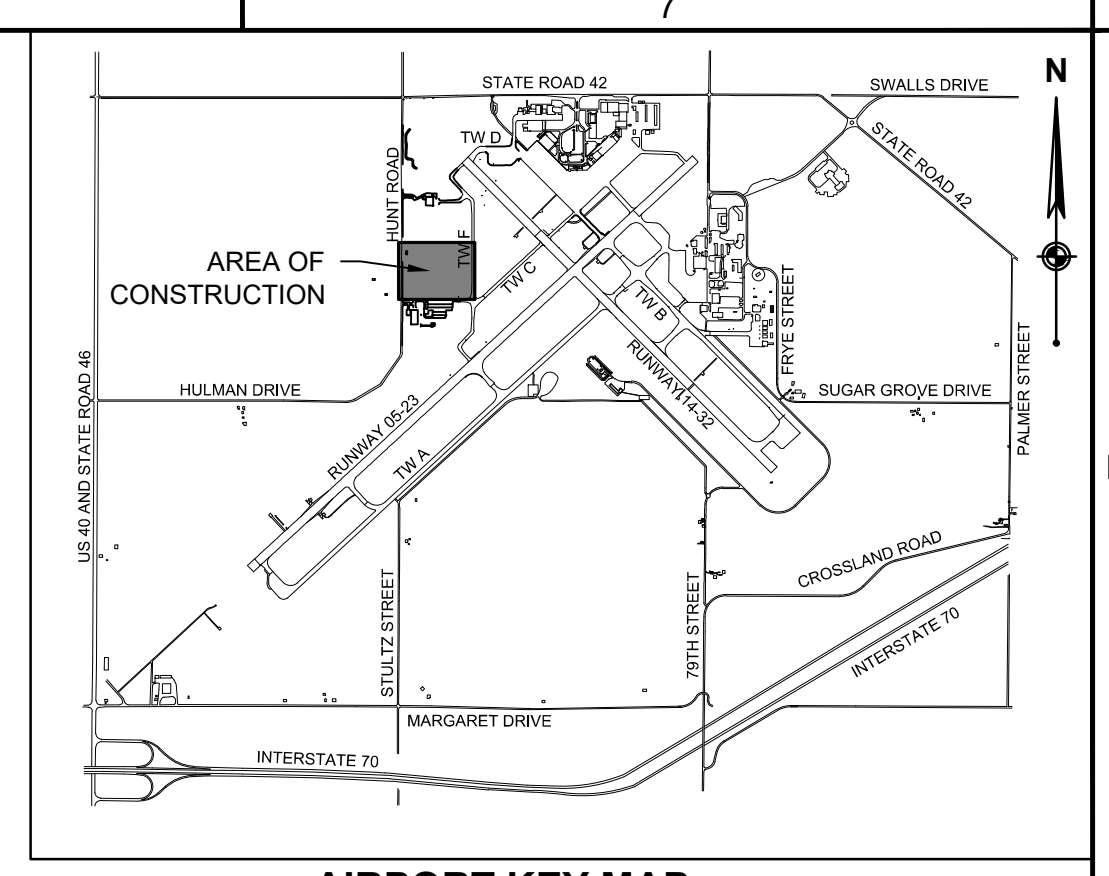 7
STATE ROAD 42
SWALLS DRIVE
N
TW D
STATE ROAD 42
HUNT ROAD
TW F
AREA OF
CONSTRUCTION
TW C
TW B
FRYE STREET
PALMER STREET
US 40 AND STATE ROAD 46
HULMAN DRIVE
RUNWAY 14-32
SUGAR GROVE DRIVE
RUNWAY 05-23
TW A
CROSSLAND ROAD
STULTZ STREET
79TH STREET
INTERSTATE 70
MARGARET DRIVE
INTERSTATE 70
AIRPORT KEY MAP